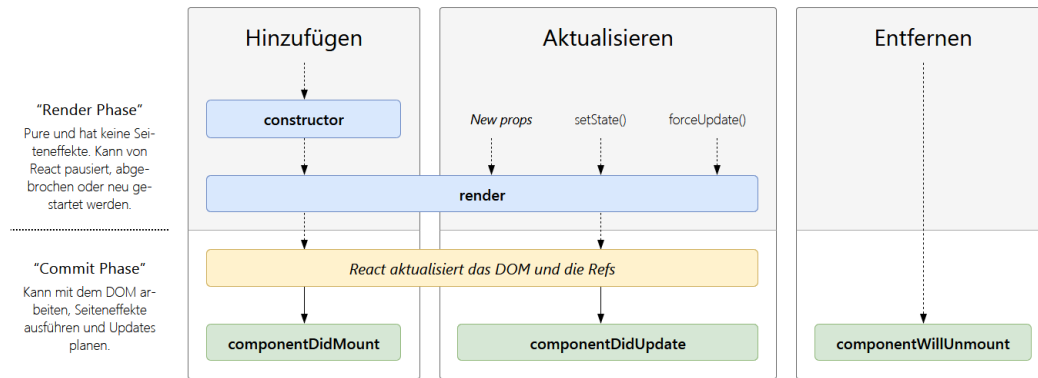 Hinzufügen
Aktualisieren
Entfernen
"Render Phase"
Pure und hat keine Sei-
teneffekte. Kann von
React pausiert, abge-
brochen oder neu ge-
startet werden.
constructor
New props
setState()
forceUpdate()
render
"Commit Phase"
Kann mit dem DOM ar-
beiten, Seiteneffekte
ausführen und Updates
planen.
React aktualisiert das DOM und die Refs
componentDidMount
componentDidUpdate
componentWillUnmount